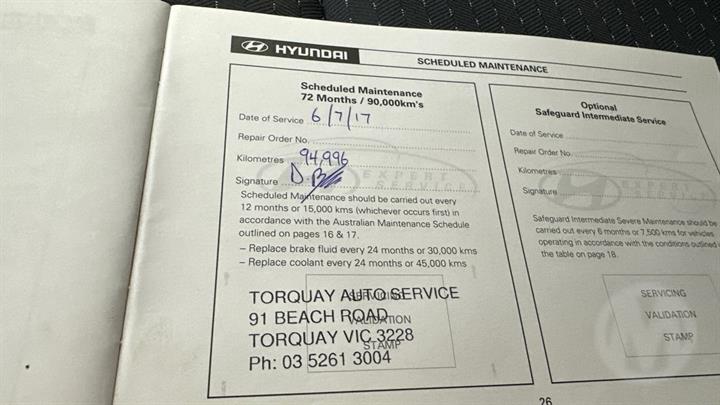 HYUNDAI
SCHEDULED MAINTENANCE
Scheduled Maintenance
72 Months / 90,000km's
Date of Service 6/7/17
Repair Order No.
Kilometres 94,996
Signature
EXPERT
SERVICE
Scheduled Maintenance should be carried out every
12 months or 15,000 kms (whichever occurs first) in
accordance with the Australian Maintenance Schedule
outlined on pages 16 & 17.
– Replace brake fluid every 24 months or 30,000 kms
– Replace coolant every 24 months or 45,000 kms
SERVICING
VALIDATION
STAMP
TORQUAY AUTO SERVICE
91 BEACH ROAD
TORQUAY VIC 3228
Ph: 03 5261 3004
Optional
Safeguard Intermediate Service
Date of Service
Repair Order No.
Kilometres
Signature
Safeguard Intermediate Severe Maintenance should be
carried out every 6 months or 7,500 km for vehicles
operating in accordance with the conditions outlined
the table on page 18.
SERVICING
VALIDATION
STAMP
26